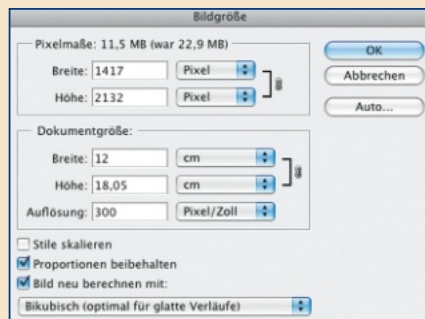 Bildgröße
Pixelmaße: 11,5 MB (war 22,9 MB)
OK
Breite: 1417 Pixel
Abbrechen
Höhe: 2132 Pixel
Auto...
Dokumentgröße:
Breite: 12 cm
Höhe: 18,05 cm
Auflösung: 300 Pixel/Zoll
Stile skalieren
Proportionen beibehalten
Bild neu berechnen mit:
Bikubisch (optimal für glatte Verläufe)